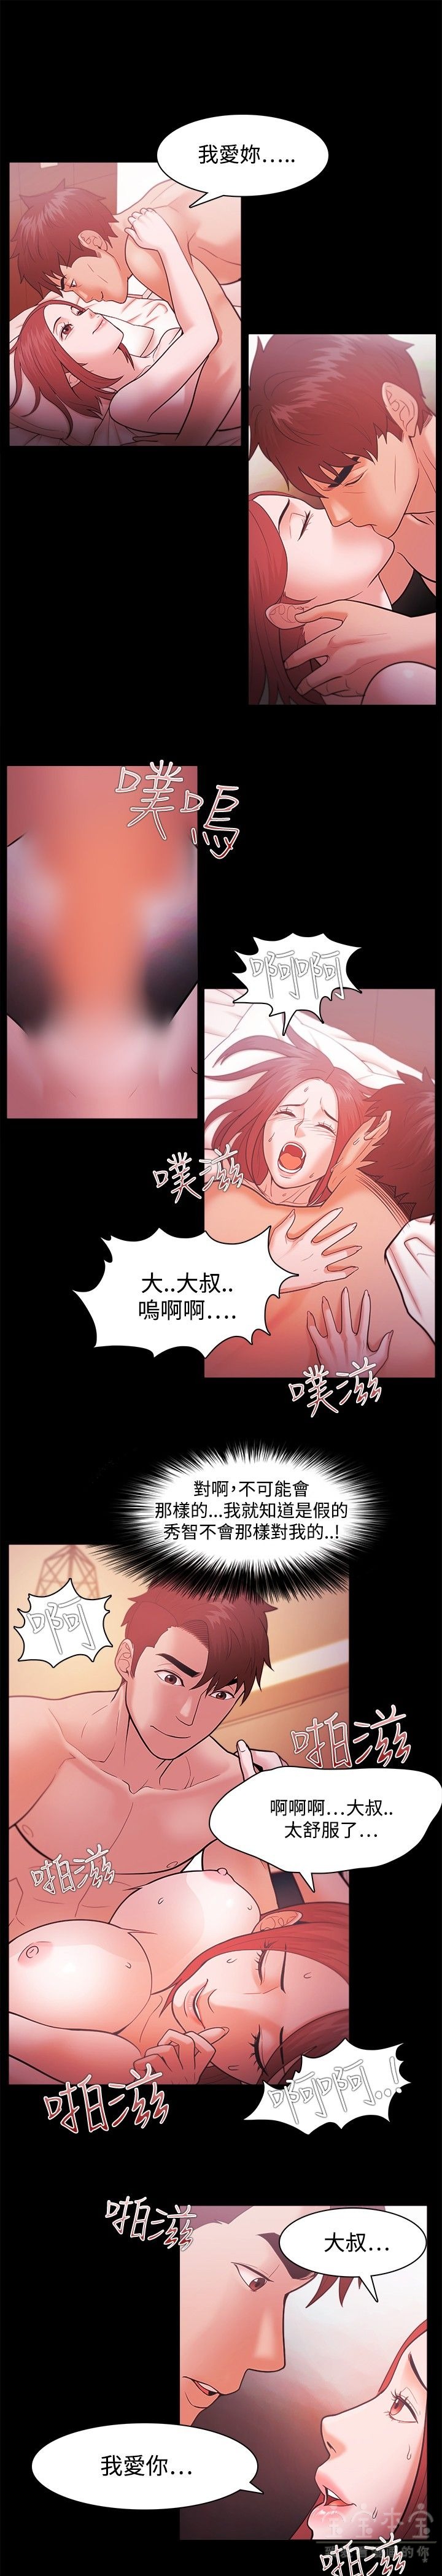 我愛妳.....
噗嗚
啊啊
噗滋
大..大叔..
嗚啊啊....
噗滋
對啊,不可能會
那樣的...我就知道是假的
秀智不會那樣對我的..!
啊
啪滋
啊啊啊...大叔..
太舒服了...
啪滋
啊啊..!
啪滋
啪滋
大叔...
我愛你...
啪滋